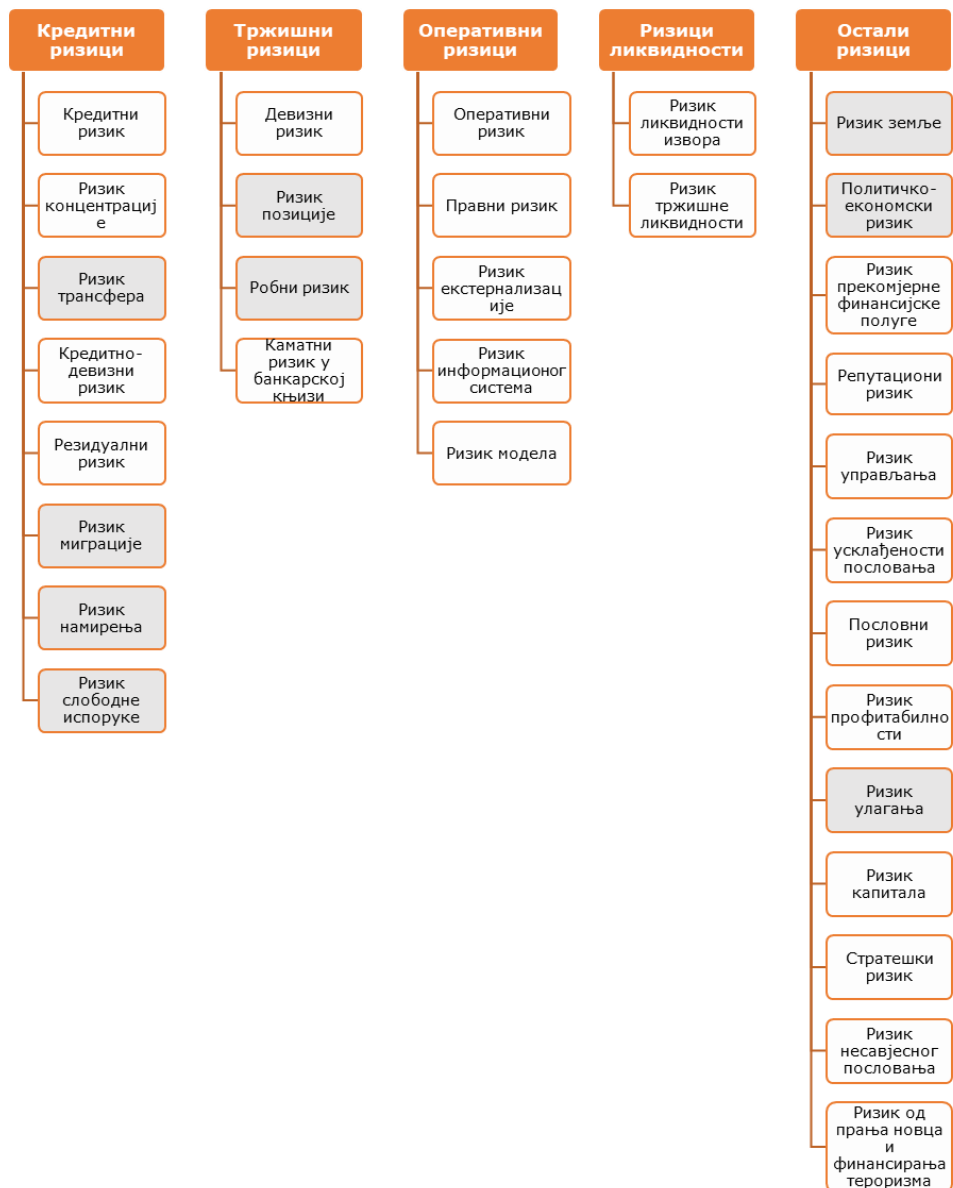 Кредитни
ризици
Кредитни
ризик
Ризик
концентрациј
е
Ризик
трансфера
Кредитно-
девизни
ризик
Резидуални
ризик
Ризик
миграције
Ризик
намирења
Ризик
слободне
испоруке
Тржишни
ризици
Девизни
ризик
Ризик
позиције
Робни ризик
Каматни
ризик у
банкарској
књизи
Оперативни
ризици
Оперативни
ризик
Правни ризик
Ризик
екстернализац
ије
Ризик
информационог
система
Ризик модела
Ризици
ликвидности
Ризик
ликвидности
извора
Ризик
тржишне
ликвидности
Остали
ризици
Ризик земље
Политичко-
економски
ризик
Ризик
прекомјерне
финансијске
полуге
Репутациони
ризик
Ризик
управљања
Ризик
усклађености
пословања
Пословни
ризик
Ризик
профитабилно
сти
Ризик
улагања
Ризик
капитала
Стратешки
ризик
Ризик
несавјесног
пословања
Ризик од
прања новца
и
финансирања
тероризма